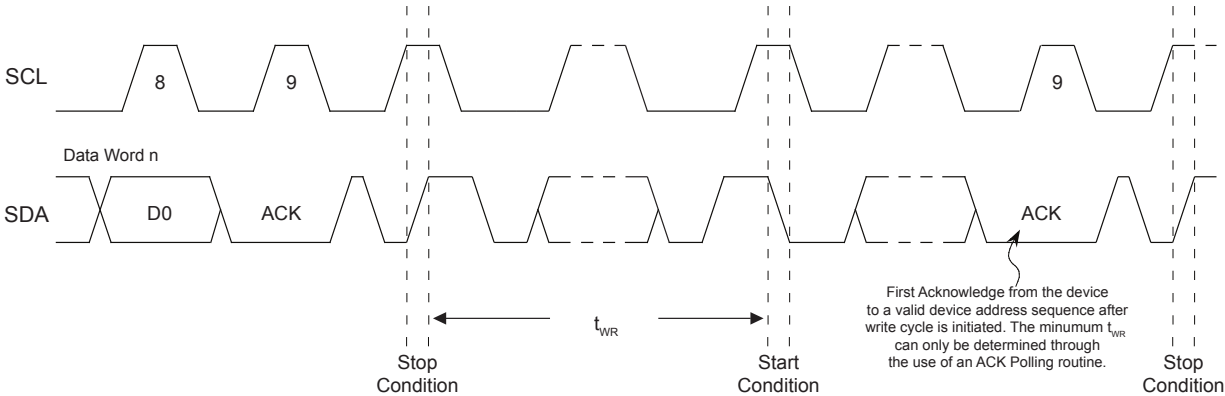 SCL
8
9
9
Data Word n
SDA
D0
ACK
ACK
First Acknowledge from the device
to a valid device address sequence after
write cycle is initiated. The minumum tWR
can only be determined through
the use of an ACK Polling routine.
tWR
Stop
Condition
Start
Condition
Stop
Condition